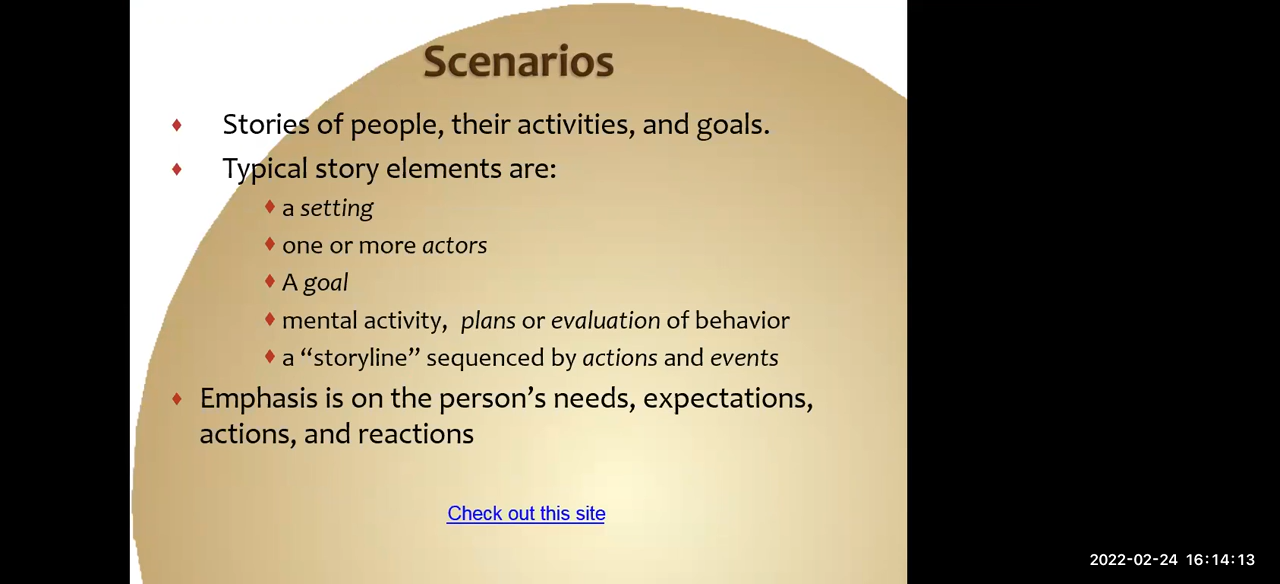 Scenarios
Stories of people, their activities, and goals.
Typical story elements are:
a setting
one or more actors
A goal
mental activity, plans or evaluation of behavior
a “storyline” sequenced by actions and events
Emphasis is on the person’s needs, expectations,
actions, and reactions
Check out this site
2022-02-24 16:14:13